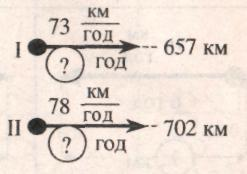 73 км/год
I 657 км
? год
78 км/год
II 702 км
? год